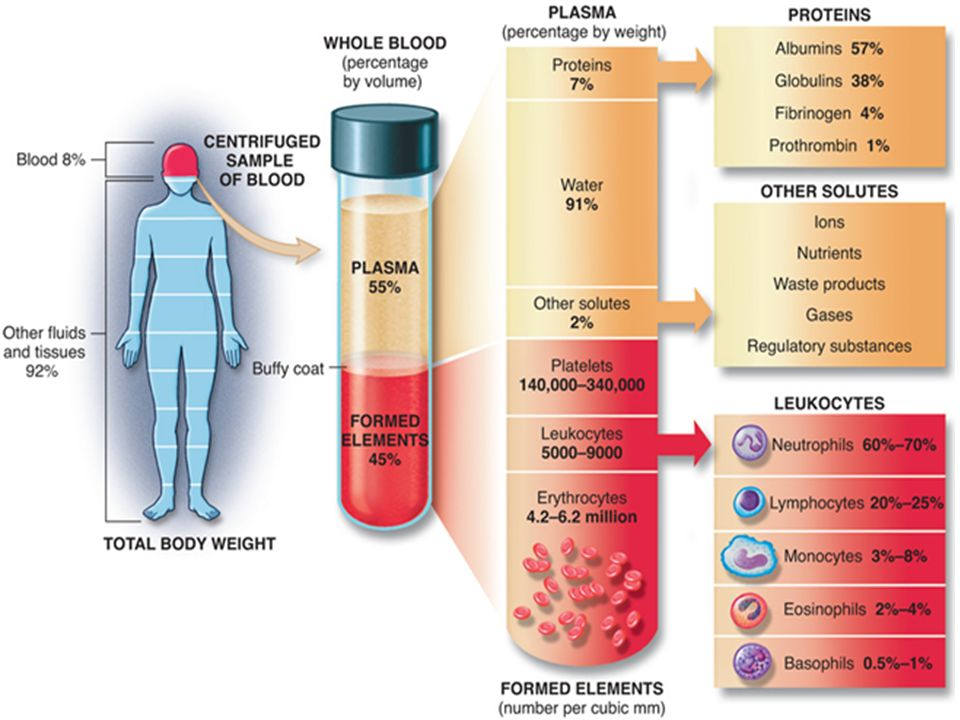 Blood 8%
Other fluids
and tissues
92%
TOTAL BODY WEIGHT
CENTRIFUGED
SAMPLE
OF BLOOD
WHOLE BLOOD
(percentage
by volume)
PLASMA
55%
Buffy coat
FORMED
ELEMENTS
45%
PLASMA
(percentage by weight)
Proteins
7%
Water
91%
Other solutes
2%
Platelets
140,000–340,000
Leukocytes
5000–9000
Erythrocytes
4.2–6.2 million
FORMED ELEMENTS
(number per cubic mm)
PROTEINS
Albumins 57%
Globulins 38%
Fibrinogen 4%
Prothrombin 1%
OTHER SOLUTES
Ions
Nutrients
Waste products
Gases
Regulatory substances
LEUKOCYTES
Neutrophils 60%–70%
Lymphocytes 20%–25%
Monocytes 3%–8%
Eosinophils 2%–4%
Basophils 0.5%–1%